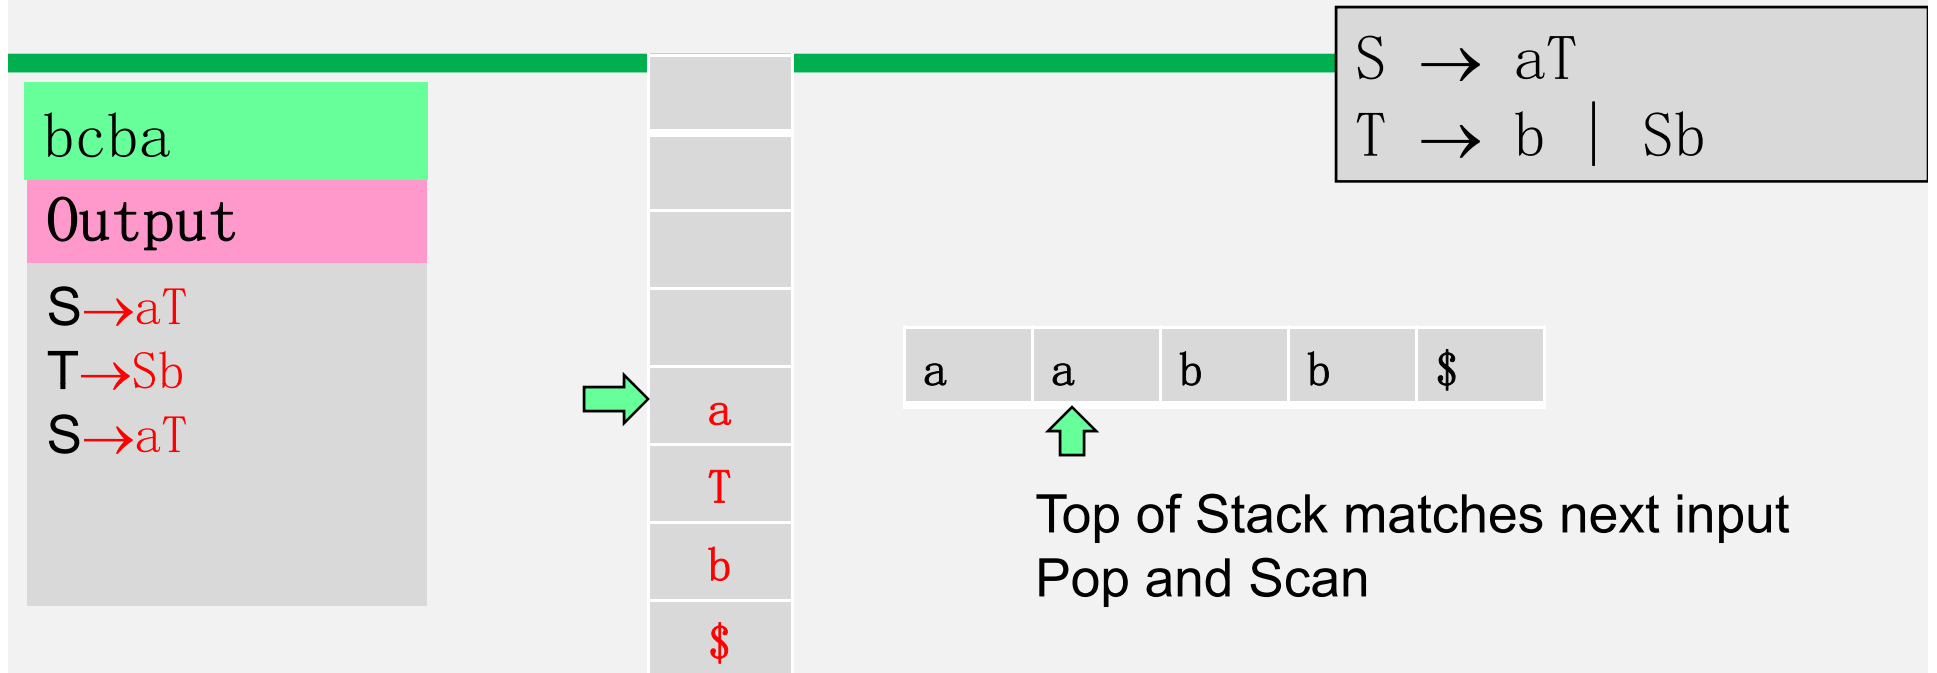 S → aT
T → b | Sb
bcba
Output
S→aT
T→Sb
S→aT
a
T
b
$
a a b b $
Top of Stack matches next input
Pop and Scan